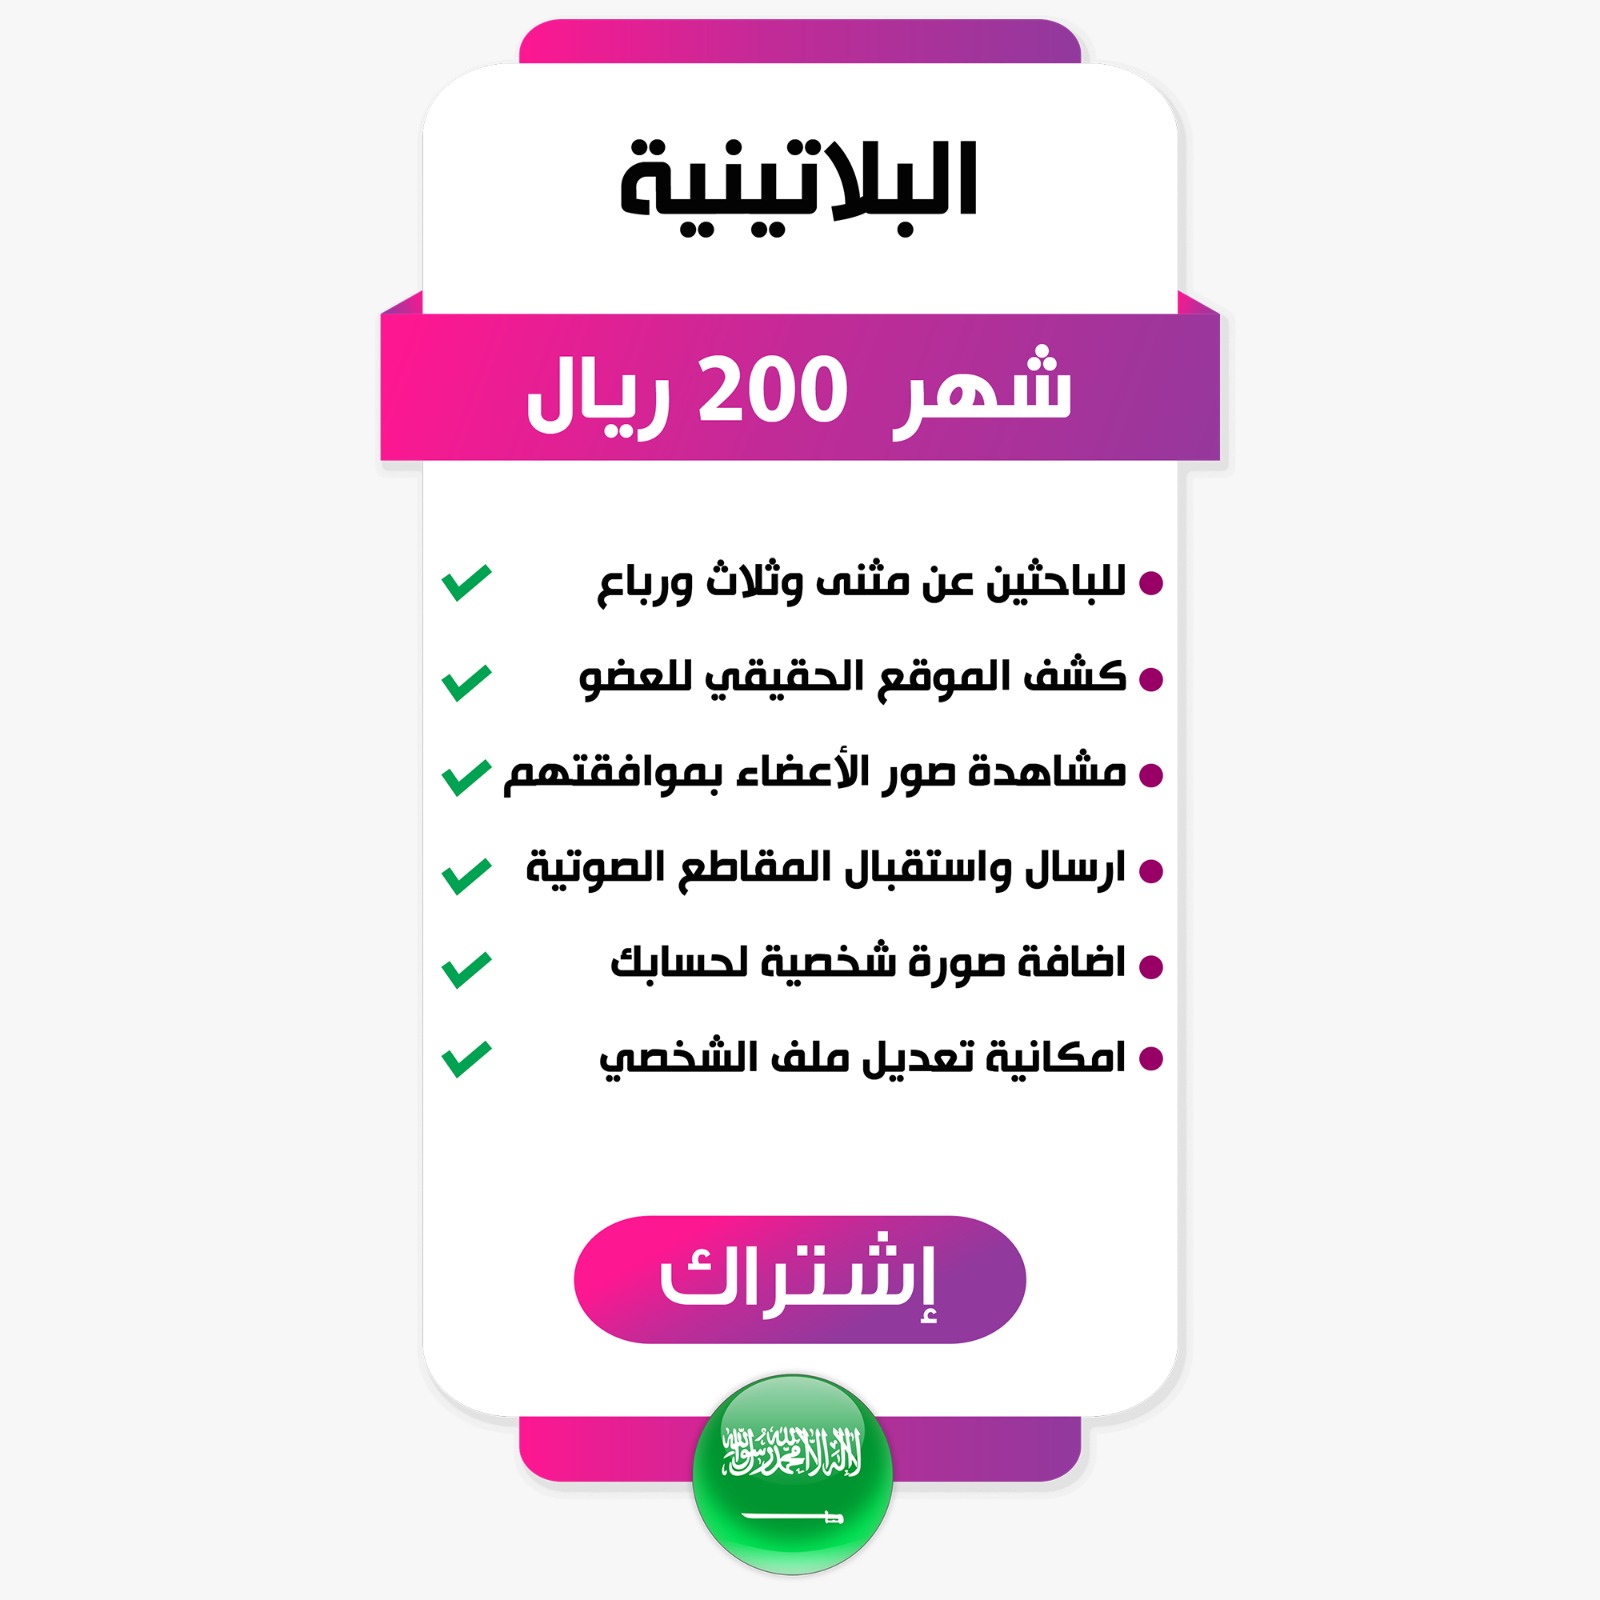 البلاتينية
شهر 200 ريال
للباحثين عن مثنى وثلاث ورباع
كشف الموقع الحقيقي للعضو
مشاهدة صور الأعضاء بموافقتهم
ارسال واستقبال المقاطع الصوتية
اضافة صورة شخصية لحسابك
امكانية تعديل ملف الشخصي
إشتراك
لا إله إلا الله محمد رسول الله